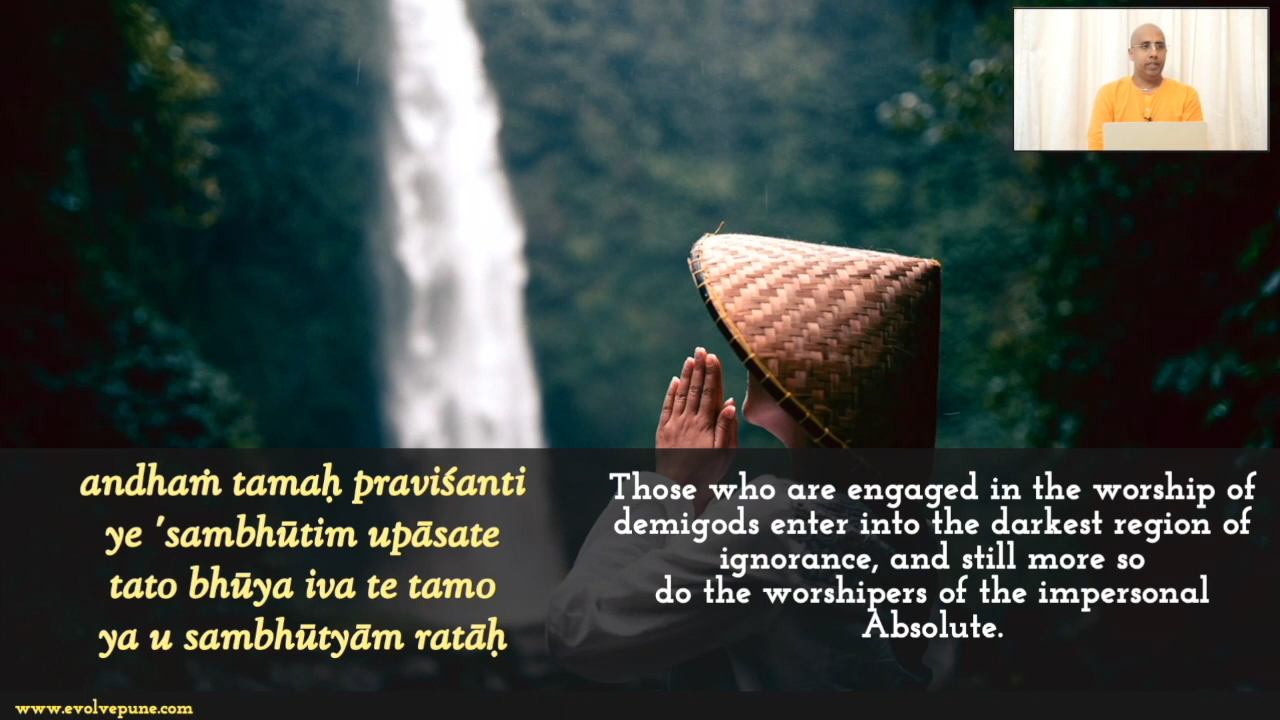 andhaṁ tamaḥ praviśanti
ye 'sambhūtim upāsate
tato bhūya iva te tamo
ya u sambhūtyām ratāḥ
Those who are engaged in the worship of
demigods enter into the darkest region of
ignorance, and still more so
do the worshipers of the impersonal
Absolute.
www.evolvepune.com